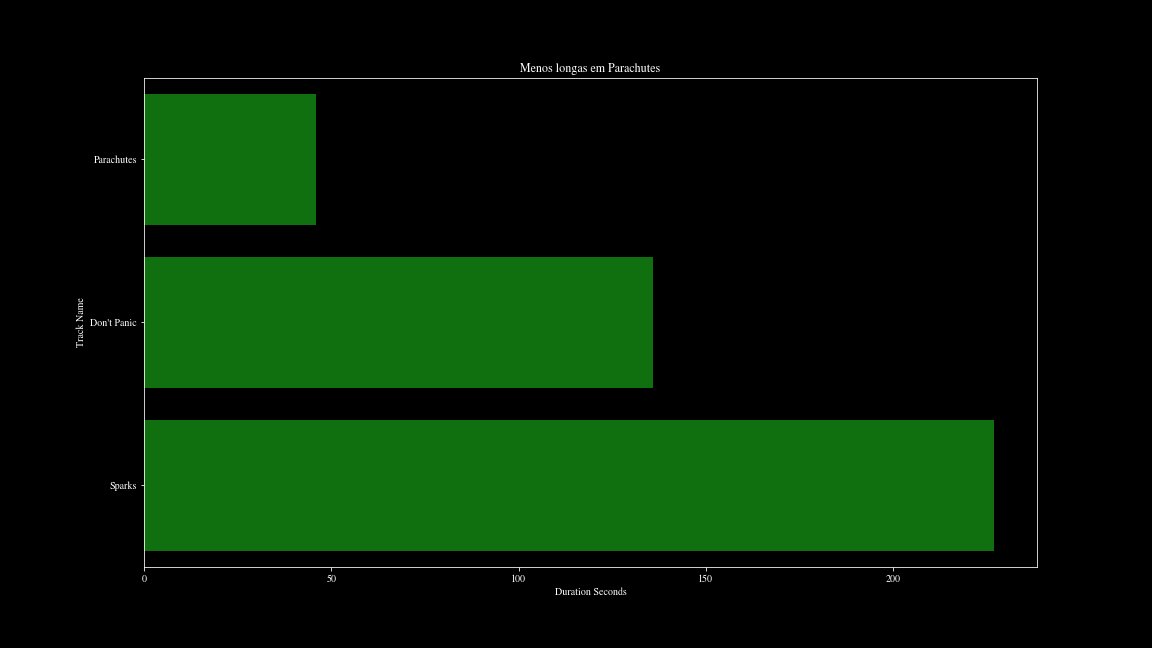 Menos longas em Parachutes
Track Name
Parachutes
Don't Panic
Sparks
0 50 100 150 200
Duration Seconds